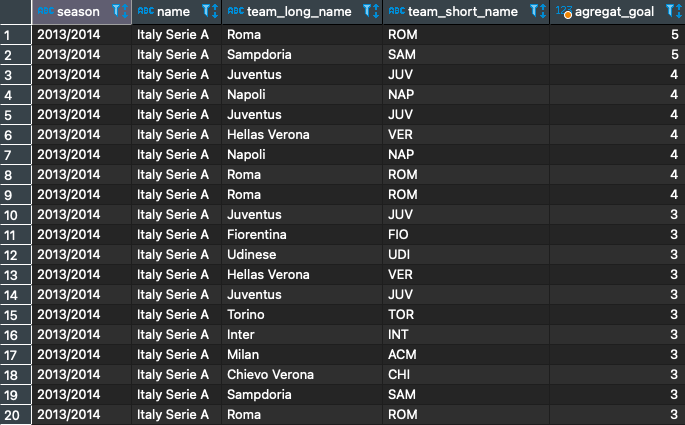 ABC season ABC name ABC team_long_name ABC team_short_name 123 agregat_goal
1 2013/2014 Italy Serie A Roma ROM 5
2 2013/2014 Italy Serie A Sampdoria SAM 5
3 2013/2014 Italy Serie A Juventus JUV 4
4 2013/2014 Italy Serie A Napoli NAP 4
5 2013/2014 Italy Serie A Juventus JUV 4
6 2013/2014 Italy Serie A Hellas Verona VER 4
7 2013/2014 Italy Serie A Napoli NAP 4
8 2013/2014 Italy Serie A Roma ROM 4
9 2013/2014 Italy Serie A Roma ROM 4
10 2013/2014 Italy Serie A Juventus JUV 3
11 2013/2014 Italy Serie A Fiorentina FIO 3
12 2013/2014 Italy Serie A Udinese UDI 3
13 2013/2014 Italy Serie A Hellas Verona VER 3
14 2013/2014 Italy Serie A Juventus JUV 3
15 2013/2014 Italy Serie A Torino TOR 3
16 2013/2014 Italy Serie A Inter INT 3
17 2013/2014 Italy Serie A Milan ACM 3
18 2013/2014 Italy Serie A Chievo Verona CHI 3
19 2013/2014 Italy Serie A Sampdoria SAM 3
20 2013/2014 Italy Serie A Roma ROM 3